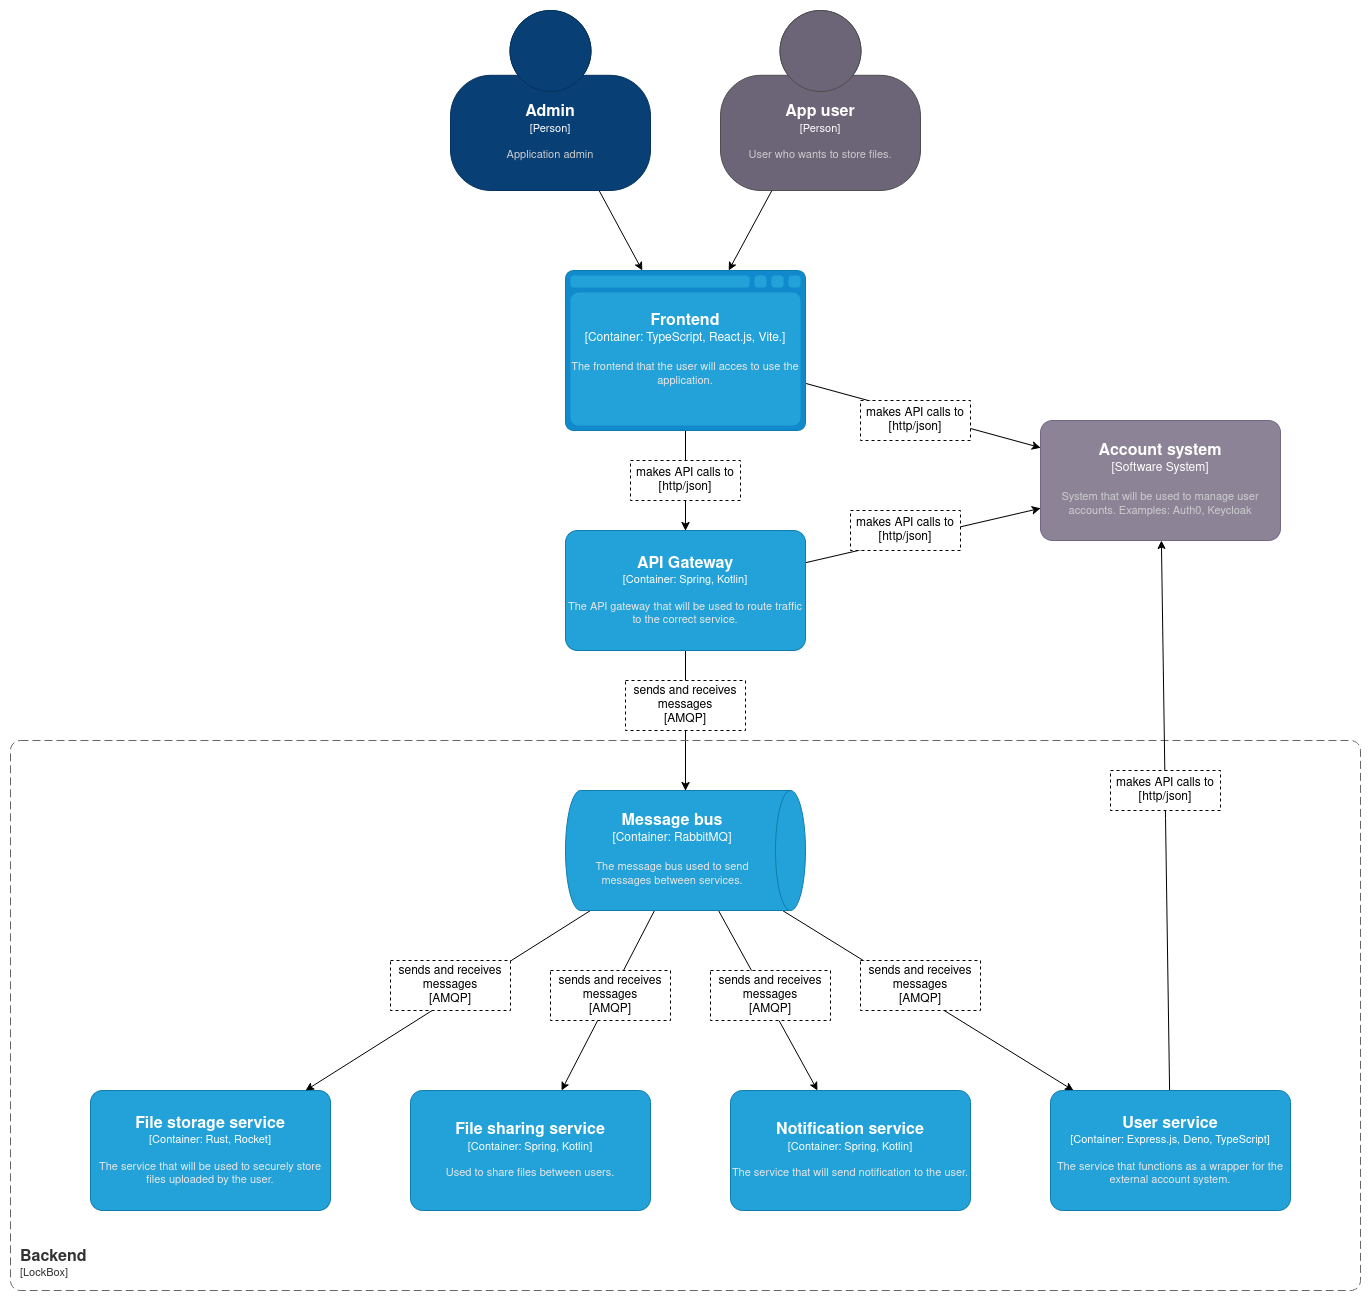 Admin
[Person]
Application admin
App user
[Person]
User who wants to store files.
Frontend
[Container: TypeScript, React.js, Vite.]
The frontend that the user will acces to use the
application.
makes API calls to
[http/json]
makes API calls to
[http/json]
Account system
[Software System]
System that will be used to manage user
accounts. Examples: Auth0, Keycloak
makes API calls to
[http/json]
API Gateway
[Container: Spring, Kotlin]
The API gateway that will be used to route traffic
to the correct service.
sends and receives
messages
[AMQP]
makes API calls to
[http/json]
Message bus
[Container: RabbitMQ]
The message bus used to send
messages between services.
sends and receives
messages
[AMQP]
sends and receives
messages
[AMQP]
sends and receives
messages
[AMQP]
sends and receives
messages
[AMQP]
File storage service
[Container: Rust, Rocket]
The service that will be used to securely store
files uploaded by the user.
File sharing service
[Container: Spring, Kotlin]
Used to share files between users.
Notification service
[Container: Spring, Kotlin]
The service that will send notification to the user.
User service
[Container: Express.js, Deno, TypeScript]
The service that functions as a wrapper for the
external account system.
Backend
[LockBox]